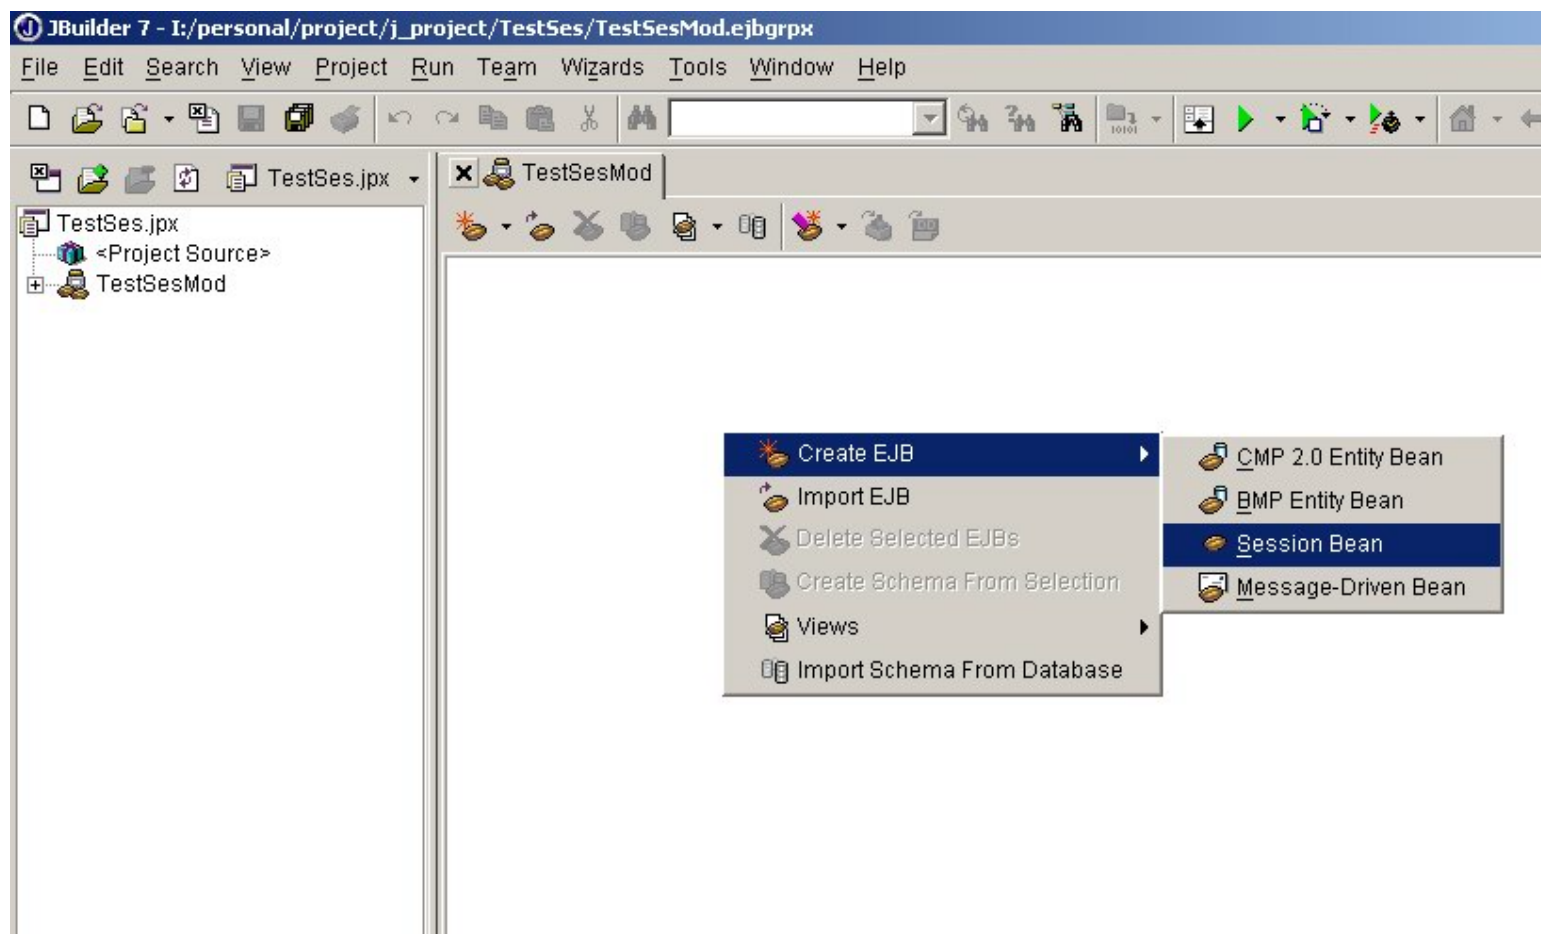 JBuilder 7 - I:/personal/project/j_project/TestSes/TestSesMod.ejbgrpx
File Edit Search View Project Run Team Wizards Tools Window Help
TestSes.jpx
TestSesMod
TestSes.jpx
<Project Source>
TestSesMod
Create EJB
Import EJB
Delete Selected EJBs
Create Schema From Selection
Views
Import Schema From Database
CMP 2.0 Entity Bean
BMP Entity Bean
Session Bean
Message-Driven Bean